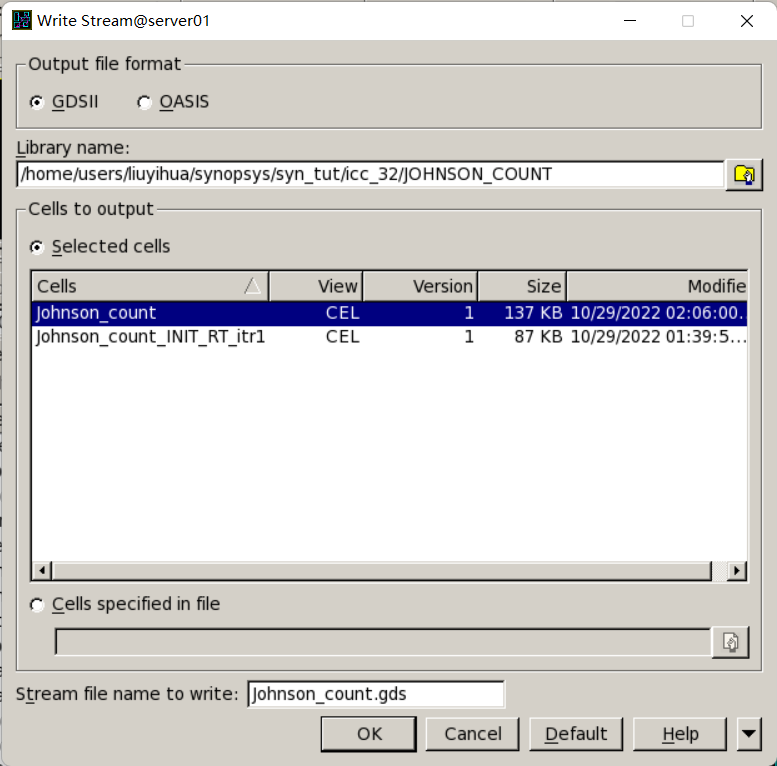 Write Stream@server01
Output file format
GDSII OASIS
Library name:
/home/users/liuyihua/synopsys/syn_tut/icc_32/JOHNSON_COUNT
Cells to output
Selected cells
Cells View Version Size Modifie
Johnson_count CEL 1 137 KB 10/29/2022 02:06:00...
Johnson_count_INIT_RT_itr1 CEL 1 87 KB 10/29/2022 01:39:5...
Cells specified in file
Stream file name to write: Johnson_count.gds
OK Cancel Default Help